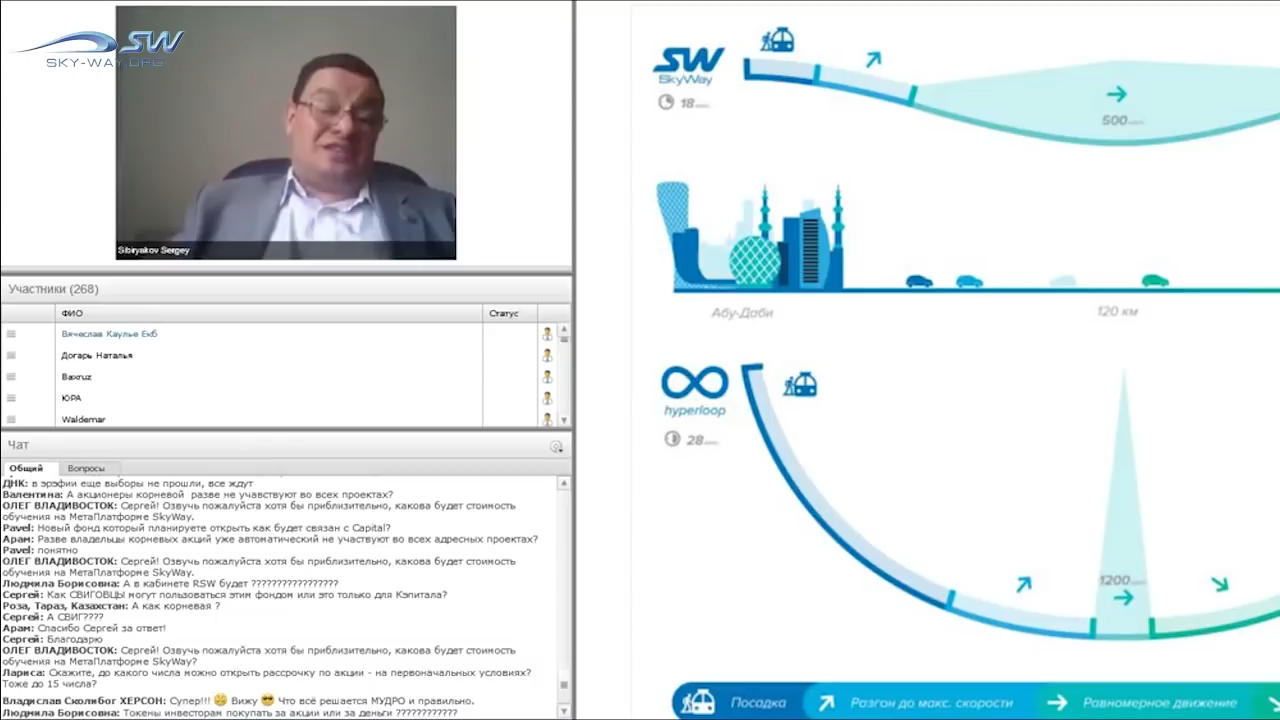 SW
SKY-WAY.LIFE
Sibiryakov Sergey
Участники (268)
ФИО
Статус
Вячеслав Каулье Екб
Догарь Наталья
Baxruz
ЮРА
Waldemar
Чат
Общий
Вопросы
ДНК: в эрэфии еще выборы не прошли, все ждут
Валентина: А акционеры корневой разве не учавствуют во всех проектах?
ОЛЕГ ВЛАДИВОСТОК: Сергей! Озвучь пожалуйста хотя бы приблизительно, какова будет стоимость
обучения на МетаПлатформе SkyWay.
Pavel: Новый фонд который планируете открыть как будет связан с Capital?
Арам: Разве владельцы корневых акций уже автоматический не участвуют во всех адресных проектах?
Pavel: понятно
ОЛЕГ ВЛАДИВОСТОК: Сергей! Озвучь пожалуйста хотя бы приблизительно, какова будет стоимость
обучения на МетаПлатформе SkyWay.
Людмила Борисовна: А в кабинете RSW будет ?????????????????
Сергей: Как СВИГОВЦЫ могут пользоваться этим фондом или это только для Кэпитала?
Роза, Тараз, Казахстан: А как корневая ?
Сергей: А СВИГ????
Арам: Спасибо Сергей за ответ!
Сергей: Благодарю
ОЛЕГ ВЛАДИВОСТОК: Сергей! Озвучь пожалуйста хотя бы приблизительно, какова будет стоимость
обучения на МетаПлатформе SkyWay?
Лариса: Скажите, до какого числа можно открыть рассрочку по акции - на первоначальных условиях?
Тоже до 15 числа?
Владислав Сколибог ХЕРСОН: Супер!!! Вижу Что всё решается МУДРО и правильно.
Людмила Борисовна: Токены инвесторам покупать за акции или за деньги ????????????
SW
SkyWay
18
500
Абу-Даби
120 км
hyperloop
28
1200
Посадка
Разгон до макс. скорости
Равномерное движение